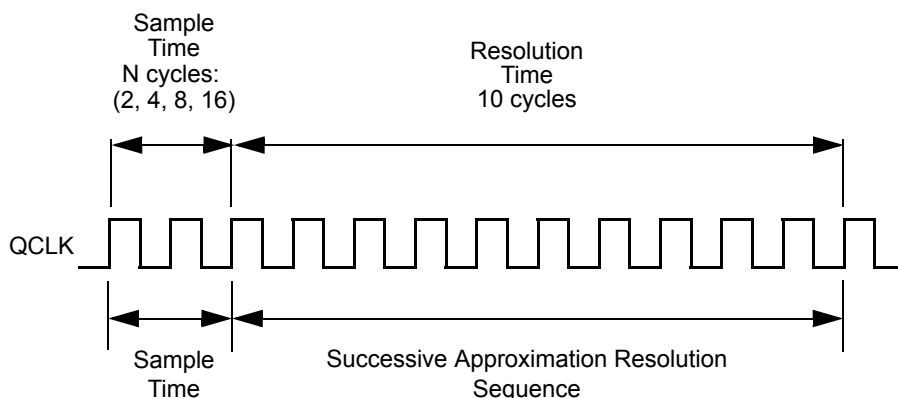 Sample
Time
N cycles:
(2, 4, 8, 16)
Resolution
Time
10 cycles
QCLK
Sample
Time
Successive Approximation Resolution
Sequence